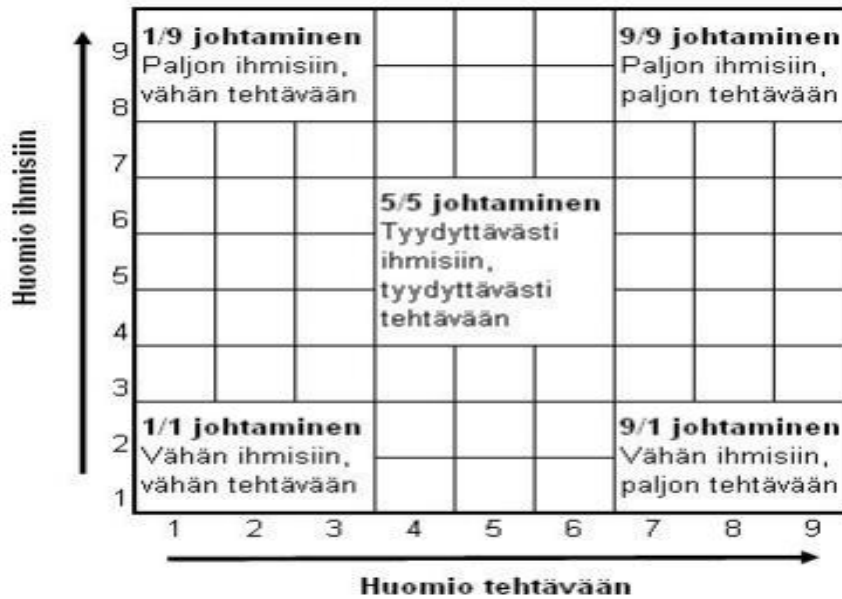 Huomio ihmisiin
9
8
7
6
5
4
3
2
1
1/9 johtaminen
Paljon ihmisiin,
vähän tehtävään
9/9 johtaminen
Paljon ihmisiin,
paljon tehtävään
5/5 johtaminen
Tyydyttävästi
ihmisiin,
tyydyttävästi
tehtävään
1/1 johtaminen
Vähän ihmisiin,
vähän tehtävään
9/1 johtaminen
Vähän ihmisiin,
paljon tehtävään
1 2 3 4 5 6 7 8 9
Huomio tehtävään